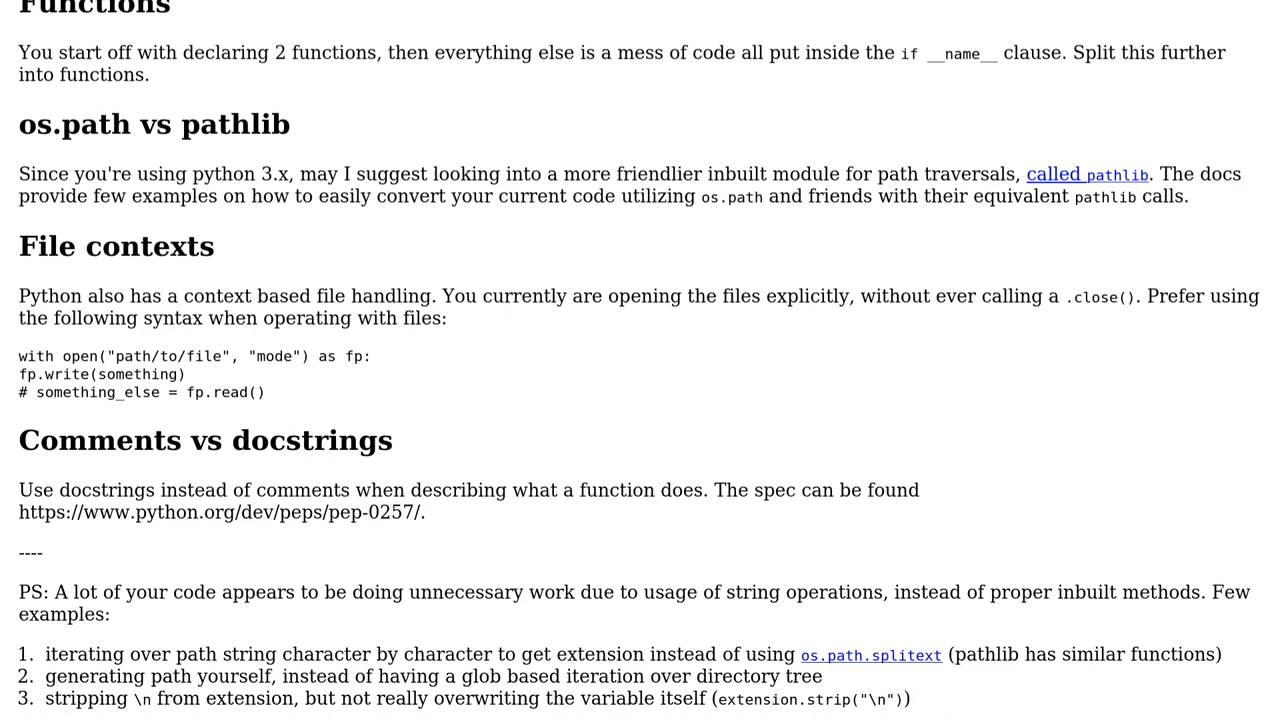 Functions
You start off with declaring 2 functions, then everything else is a mess of code all put inside the if __name__ clause. Split this further
into functions.
os.path vs pathlib
Since you're using python 3.x, may I suggest looking into a more friendlier inbuilt module for path traversals, called pathlib. The docs
provide few examples on how to easily convert your current code utilizing os.path and friends with their equivalent pathlib calls.
File contexts
Python also has a context based file handling. You currently are opening the files explicitly, without ever calling a .close(). Prefer using
the following syntax when operating with files:
with open("path/to/file", "mode") as fp:
fp.write(something)
# something_else = fp.read()
Comments vs docstrings
Use docstrings instead of comments when describing what a function does. The spec can be found
https://www.python.org/dev/peps/pep-0257/.
----
PS: A lot of your code appears to be doing unnecessary work due to usage of string operations, instead of proper inbuilt methods. Few
examples:
1. iterating over path string character by character to get extension instead of using os.path.splitext (pathlib has similar functions)
2. generating path yourself, instead of having a glob based iteration over directory tree
3. stripping \n from extension, but not really overwriting the variable itself (extension.strip("\n"))